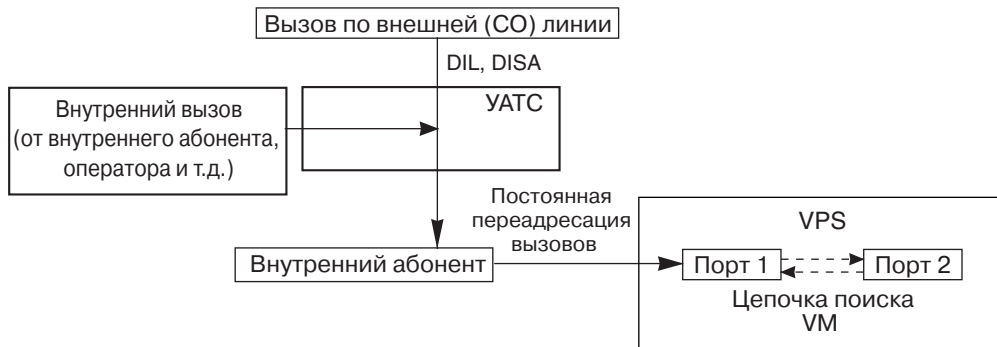 Вызов по внешней (СО) линии
DIL, DISA
УАТС
Внутренний вызов
(от внутреннего абонента,
оператора и т.д.)
Постоянная
переадресация
вызовов
VPS
Внутренний абонент
Порт 1
Порт 2
Цепочка поиска
VM